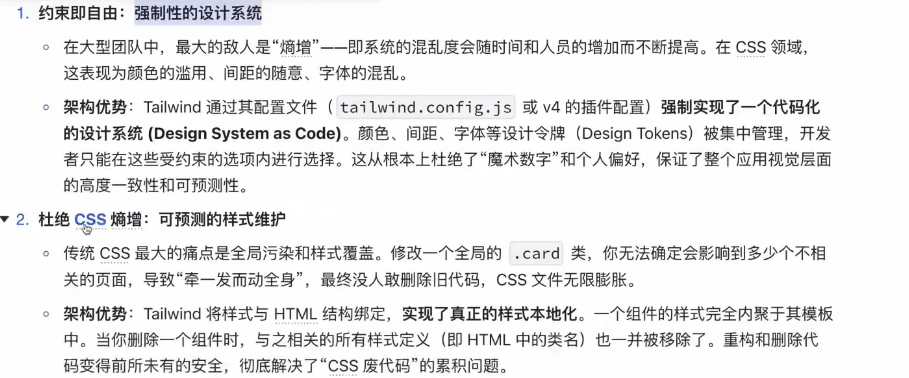 1. 约束即自由：强制性的设计系统
在大型团队中，最大的敌人是“熵增”——即系统的混乱度会随时间和人员的增加而不断提高。在 CSS 领域，
这表现为颜色的滥用、间距的随意、字体的混乱。
架构优势：Tailwind 通过其配置文件（ tailwind.config.js 或 v4 的插件配置）强制实现了一个代码化
的设计系统 (Design System as Code)。颜色、间距、字体等设计令牌（Design Tokens）被集中管理，开发
者只能在这些受约束的选项内进行选择。这从根本上杜绝了“魔术数字”和个人偏好，保证了整个应用视觉层面
的高度一致性和可预测性。
2. 杜绝 CSS 熵增：可预测的样式维护
传统 CSS 最大的痛点是全局污染和样式覆盖。修改一个全局的 .card 类，你无法确定会影响到多少个不相
关的页面，导致“牵一发而动全身”，最终没人敢删除旧代码，CSS 文件无限膨胀。
架构优势：Tailwind 将样式与 HTML 结构绑定，实现了真正的样式本地化。一个组件的样式完全内聚于其模板
中。当你删除一个组件时，与之相关的所有样式定义（即 HTML 中的类名）也一并被移除了。重构和删除代
码变得前所未有的安全，彻底解决了“CSS 废代码”的累积问题。